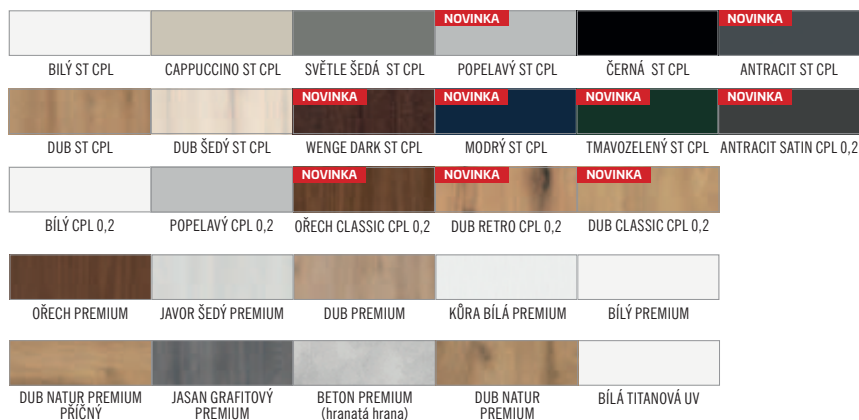 NOVINKA NOVINKA
BILÝ ST CPL CAPPUCCINO ST CPL SVĚTLE ŠEDÁ ST CPL POPELAVÝ ST CPL ČERNÁ ST CPL ANTRACIT ST CPL
NOVINKA NOVINKA NOVINKA NOVINKA
DUB ST CPL DUB ŠEDÝ ST CPL WENGE DARK ST CPL MODRÝ ST CPL TMAVOZELENÝ ST CPL ANTRACIT SATIN CPL 0,2
NOVINKA NOVINKA NOVINKA
BÍLÝ CPL 0,2 POPELAVÝ CPL 0,2 OŘECH CLASSIC CPL 0,2 DUB RETRO CPL 0,2 DUB CLASSIC CPL 0,2
OŘECH PREMIUM JAVOR ŠEDÝ PREMIUM DUB PREMIUM KŮRA BÍLÁ PREMIUM BÍLÝ PREMIUM
DUB NATUR PREMIUM JASAN GRAFITOVÝ BETON PREMIUM DUB NATUR BÍLÁ TITANOVÁ UV
PŘÍČNÝ PREMIUM (hranatá hrana) PREMIUM